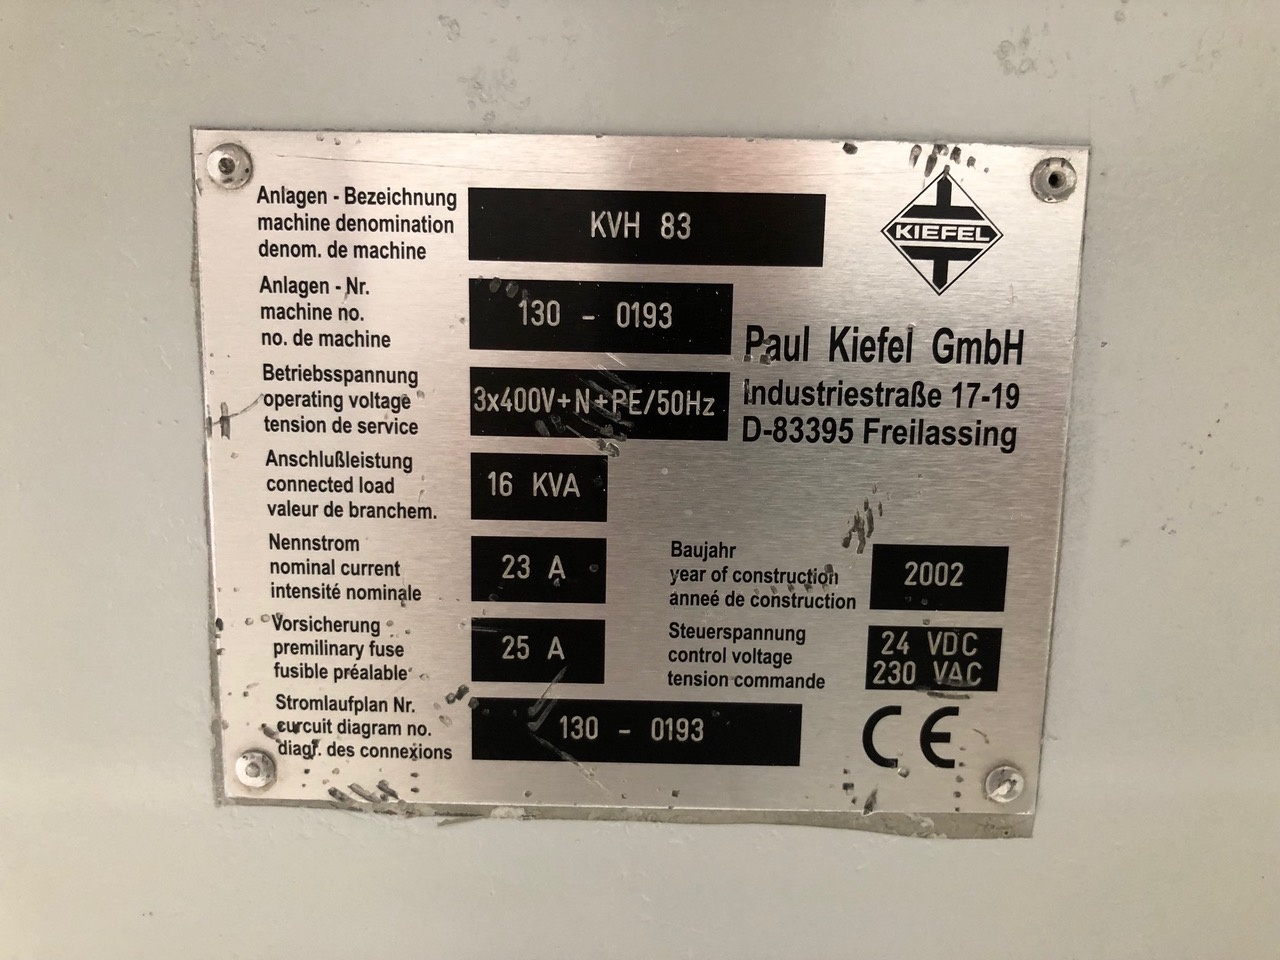 Anlagen - Bezeichnung
machine denomination
denom. de machine
KVH 83
KIEFEL
Anlagen - Nr.
machine no.
no. de machine
130 - 0193
Paul Kiefel GmbH
Industriestraße 17-19
D-83395 Freilassing
Betriebsspannung
operating voltage
tension de service
3x400V+N+PE/50Hz
Anschlußleistung
connected load
valeur de branchem.
16 KVA
Nennstrom
nominal current
intensité nominale
23 A
Baujahr
year of construction
anneé de construction
2002
Vorsicherung
premilinary fuse
fusible préalable
25 A
Steuerspannung
control voltage
tension commande
24 VDC
230 VAC
Stromlaufplan Nr.
curcuit diagram no.
diagr. des connexions
130 - 0193
CE